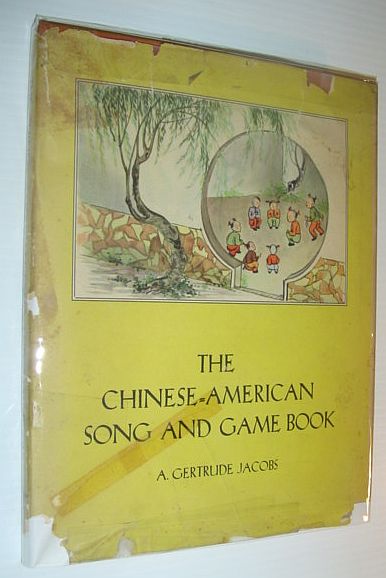 THE
CHINESE=AMERICAN
SONG AND GAME BOOK
A. GERTRUDE JACOBS